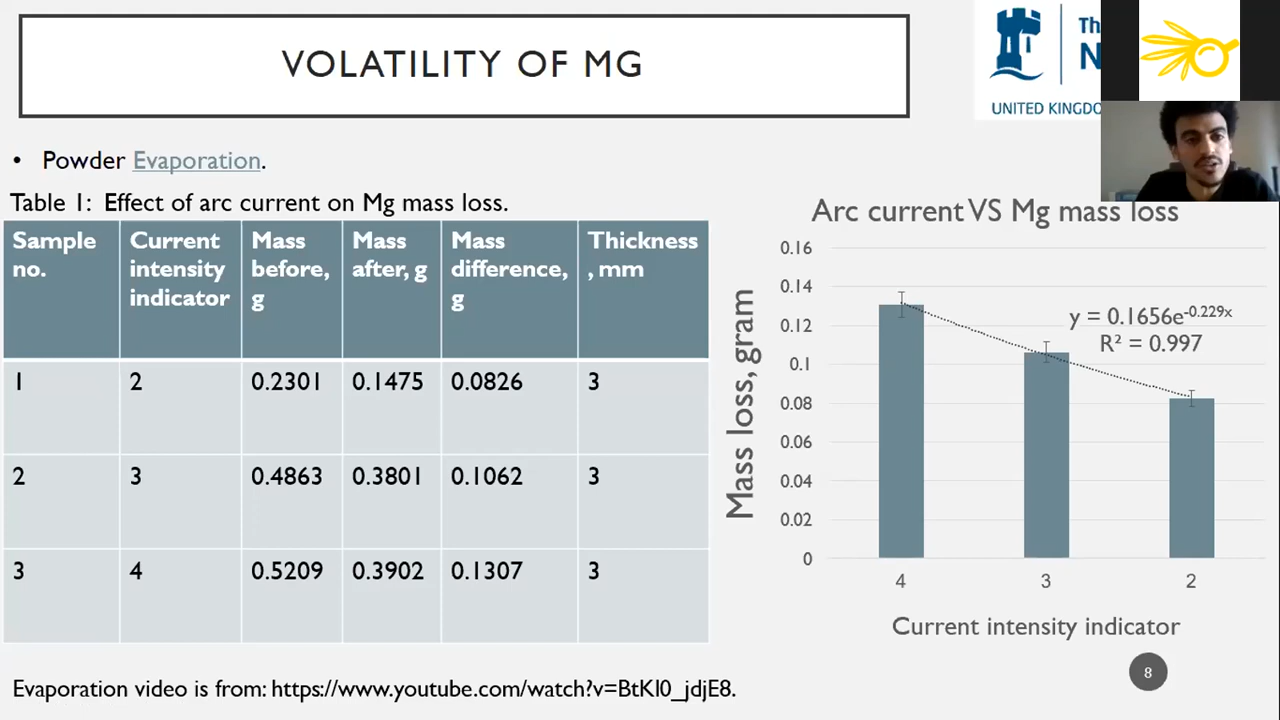 VOLATILITY OF MG
UNITED KINGDO
• Powder Evaporation.
Table 1: Effect of arc current on Mg mass loss.
Sample no. Current intensity indicator Mass before, g Mass after, g Mass difference, g Thickness , mm
1 2 0.2301 0.1475 0.0826 3
2 3 0.4863 0.3801 0.1062 3
3 4 0.5209 0.3902 0.1307 3
Evaporation video is from: https://www.youtube.com/watch?v=BtKI0_jdjE8.
Arc current VS Mg mass loss
Mass loss, gram
0.16
0.14
0.12
0.1
0.08
0.06
0.04
0.02
0
y = 0.1656e^-0.229x
R² = 0.997
4 3 2
Current intensity indicator
8